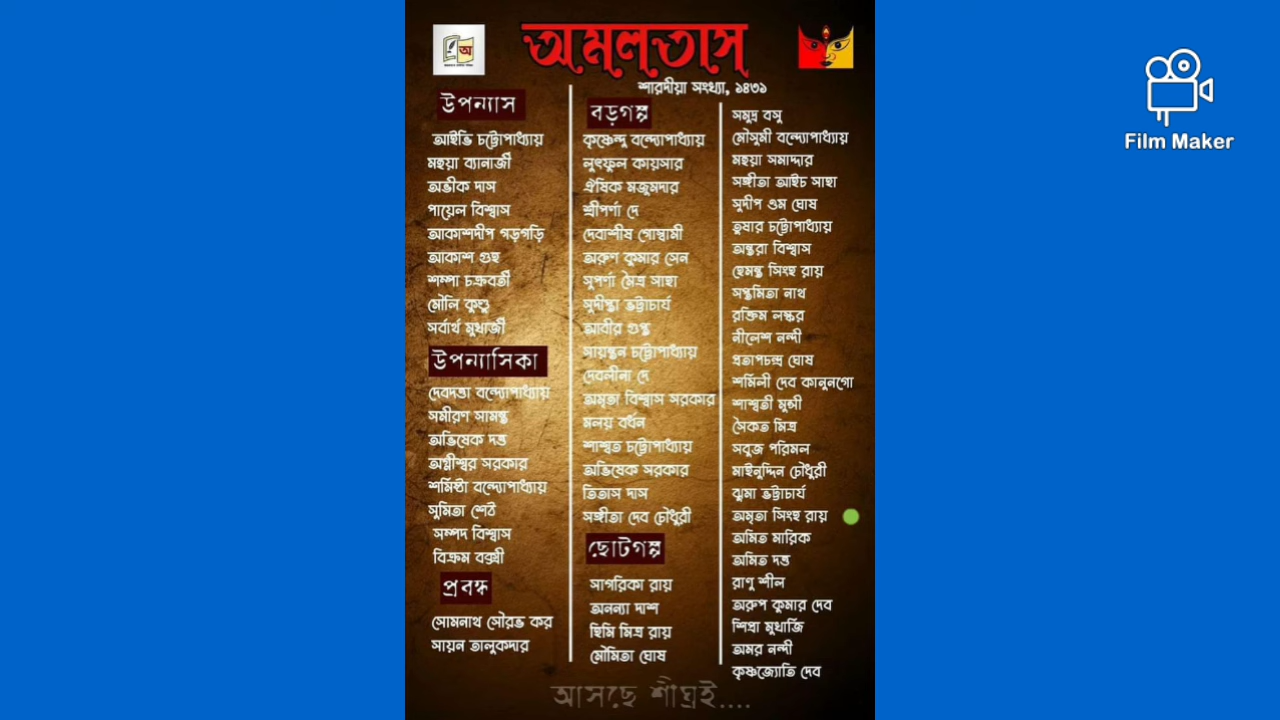 অমলতাস
শারদীয়া সংখ্যা, ১৪৩১
উপন্যাস
আইভি চট্টোপাধ্যায়
মহুয়া ব্যানার্জী
অভীক দাস
পায়েল বিশ্বাস
আকাশদীপ গড়গড়ি
আকাশ গুহ
শম্পা চক্রবর্তী
মৌলি কুণ্ডু
সর্বার্থ মুখার্জী
উপন্যাসিকা
দেবদত্তা বন্দ্যোপাধ্যায়
সমীরণ সামন্ত
অভিষেক দত্ত
অগ্নীশ্বর সরকার
শর্মিষ্ঠা বন্দ্যোপাধ্যায়
সুমিতা শেঠ
সম্পদ বিশ্বাস
বিক্রম বক্সী
প্রবন্ধ
সোমনাথ সৌরভ কর
সায়ন তালুকদার
বড়গল্প
কৃষ্ণেন্দু বন্দ্যোপাধ্যায়
লুৎফুল কায়সার
ঐষিক মজুমদার
শ্রীপর্ণা দে
দেবাশীষ গোস্বামী
অরুণ কুমার সেন
সুপর্ণা মৈত্র সাহা
সুদীপ্তা ভট্টাচার্য
আবীর গুপ্ত
সায়ন্তন চট্টোপাধ্যায়
দেবলীনা দে
অমৃতা বিশ্বাস সরকার
মলয় বর্ধন
শাশ্বত চট্টোপাধ্যায়
অভিষেক সরকার
তিতাস দাস
সঙ্গীতা দেব চৌধুরী
ছোটগল্প
সাগরিকা রায়
অনন্যা দাশ
ছিমি মিত্র রায়
মৌমিতা ঘোষ
সমুদ্র বসু
মৌসুমী বন্দ্যোপাধ্যায়
মহুয়া সমাদ্দার
সঙ্গীতা আইচ সাহা
সুদীপ গুম ঘোষ
তুষার চট্টোপাধ্যায়
অন্তরা বিশ্বাস
হেমন্ত সিংহ রায়
সপ্তমিতা নাথ
রক্তিম লস্কর
নীলেশ নন্দী
প্রতাপচন্দ্র ঘোষ
শর্মিলী দেব কানুনগো
শাশ্বতী মুন্সী
সৈকত মিত্র
সবুজ পরিমল
মাইনুদ্দিন চৌধুরী
ঝুমা ভট্টাচার্য
অমৃতা সিংহ রায়
অমিত মারিক
অমিত দত্ত
রাণু শীল
অরুপ কুমার দেব
শিপ্রা মুখার্জি
অমর নন্দী
কৃষ্ণজ্যোতি দেব
আসছে শীঘ্রই....
Film Maker